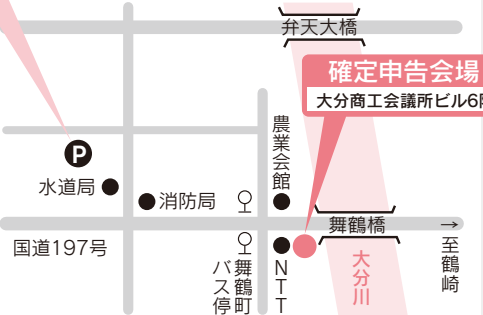 弁天大橋
確定申告会場
大分商工会議所ビル6階
農業会館
P
水道局
消防局
舞鶴橋
→
至鶴崎
国道197号
舞鶴町
バス停
NTT
大分川